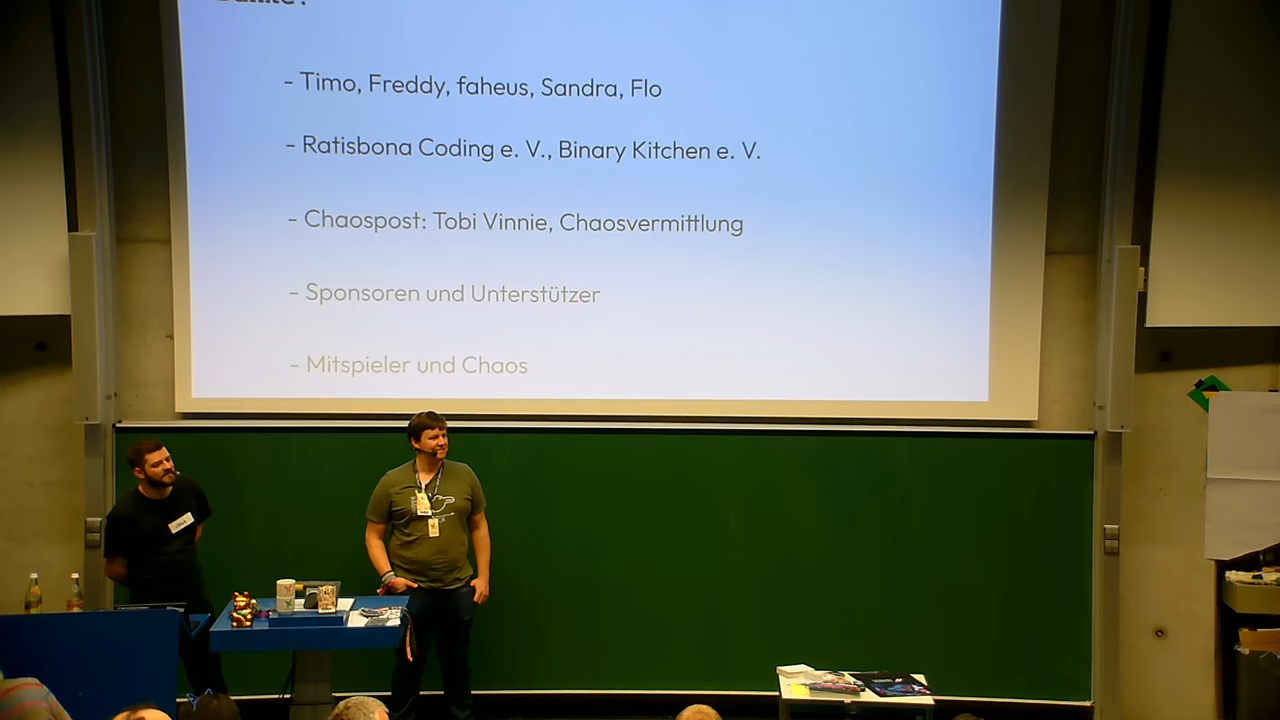 - Timo, Freddy, faheus, Sandra, Flo
- Ratisbona Coding e. V., Binary Kitchen e. V.
- Chaospost: Tobi Vinnie, Chaosvermittlung
- Sponsoren und Unterstützer
- Mitspieler und Chaos